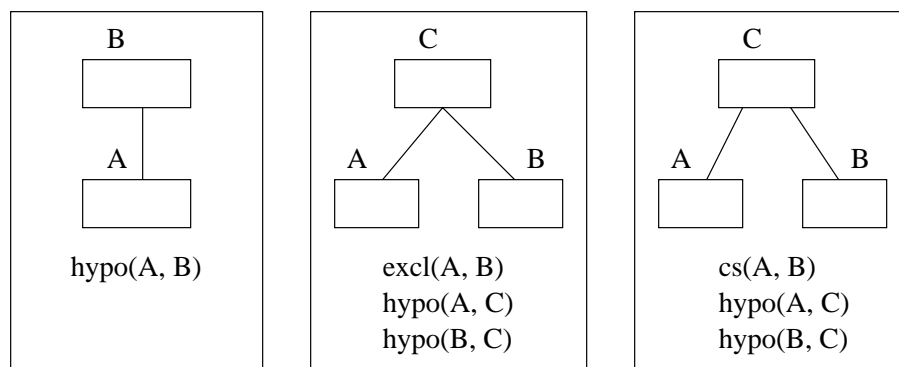 B
A
hypo(A, B)
C
A
B
excl(A, B)
hypo(A, C)
hypo(B, C)
C
A
B
cs(A, B)
hypo(A, C)
hypo(B, C)